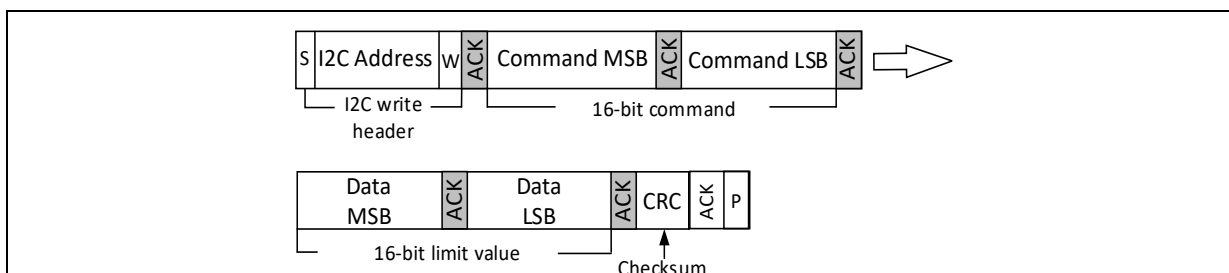 S I2C Address W ACK Command MSB ACK Command LSB ACK
I2C write header
16-bit command
Data MSB ACK Data LSB ACK CRC ACK P
16-bit limit value
Checksum